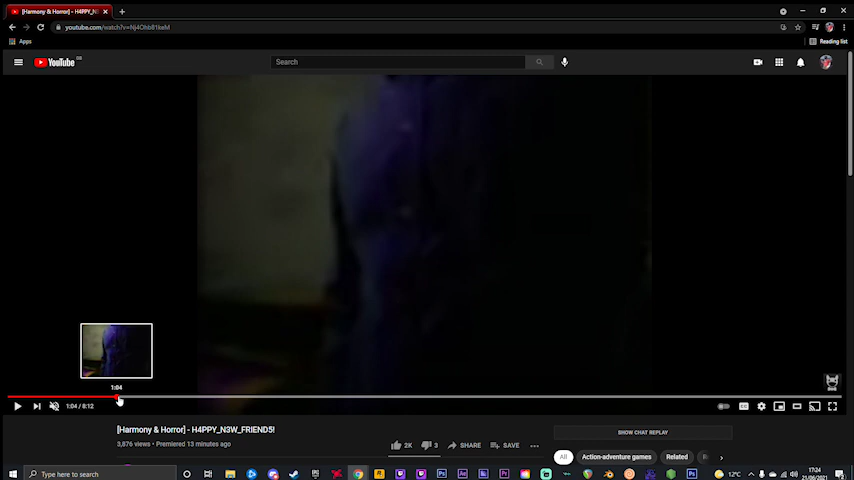 [Harmony & Horror] - H4PPY_N
youtube.com/watch?v=Nj4Ohb81keM
Apps
Reading list
YouTube GB
Search
1:04
1:04 / 8:12
[Harmony & Horror] - H4PPY_N3W_FRIEND5!
3,876 views • Premiered 13 minutes ago
2K
3
SHARE
SAVE
SHOW CHAT REPLAY
All
Action-adventure games
Related
Type here to search
12°C
17:24
21/06/2021